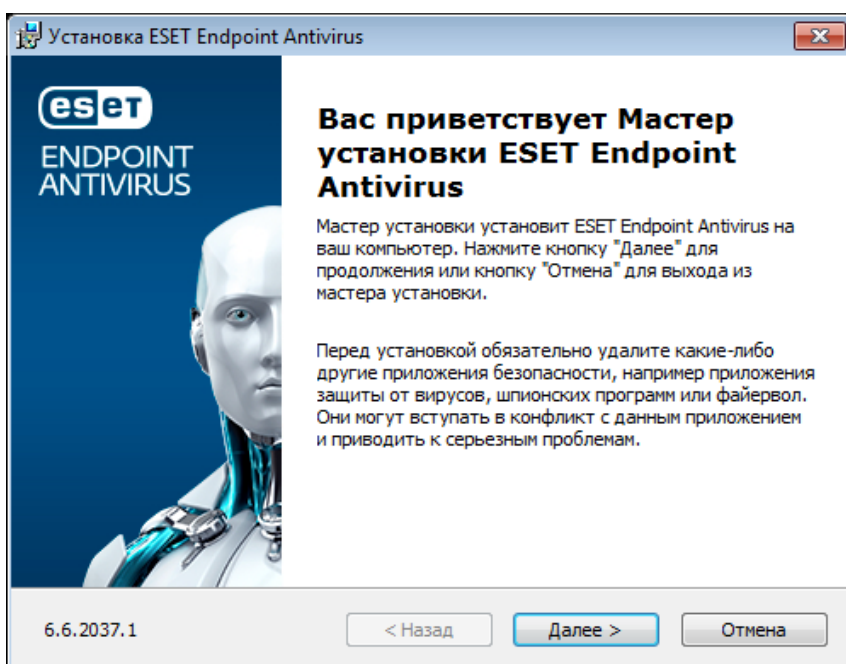 Установка ESET Endpoint Antivirus
eset
ENDPOINT
ANTIVIRUS
Вас приветствует Мастер
установки ESET Endpoint
Antivirus
Мастер установки установит ESET Endpoint Antivirus на
ваш компьютер. Нажмите кнопку "Далее" для
продолжения или кнопку "Отмена" для выхода из
мастера установки.
Перед установкой обязательно удалите какие-либо
другие приложения безопасности, например приложения
защиты от вирусов, шпионских программ или файервол.
Они могут вступать в конфликт с данным приложением
и приводить к серьезным проблемам.
6.6.2037.1
< Назад
Далее >
Отмена